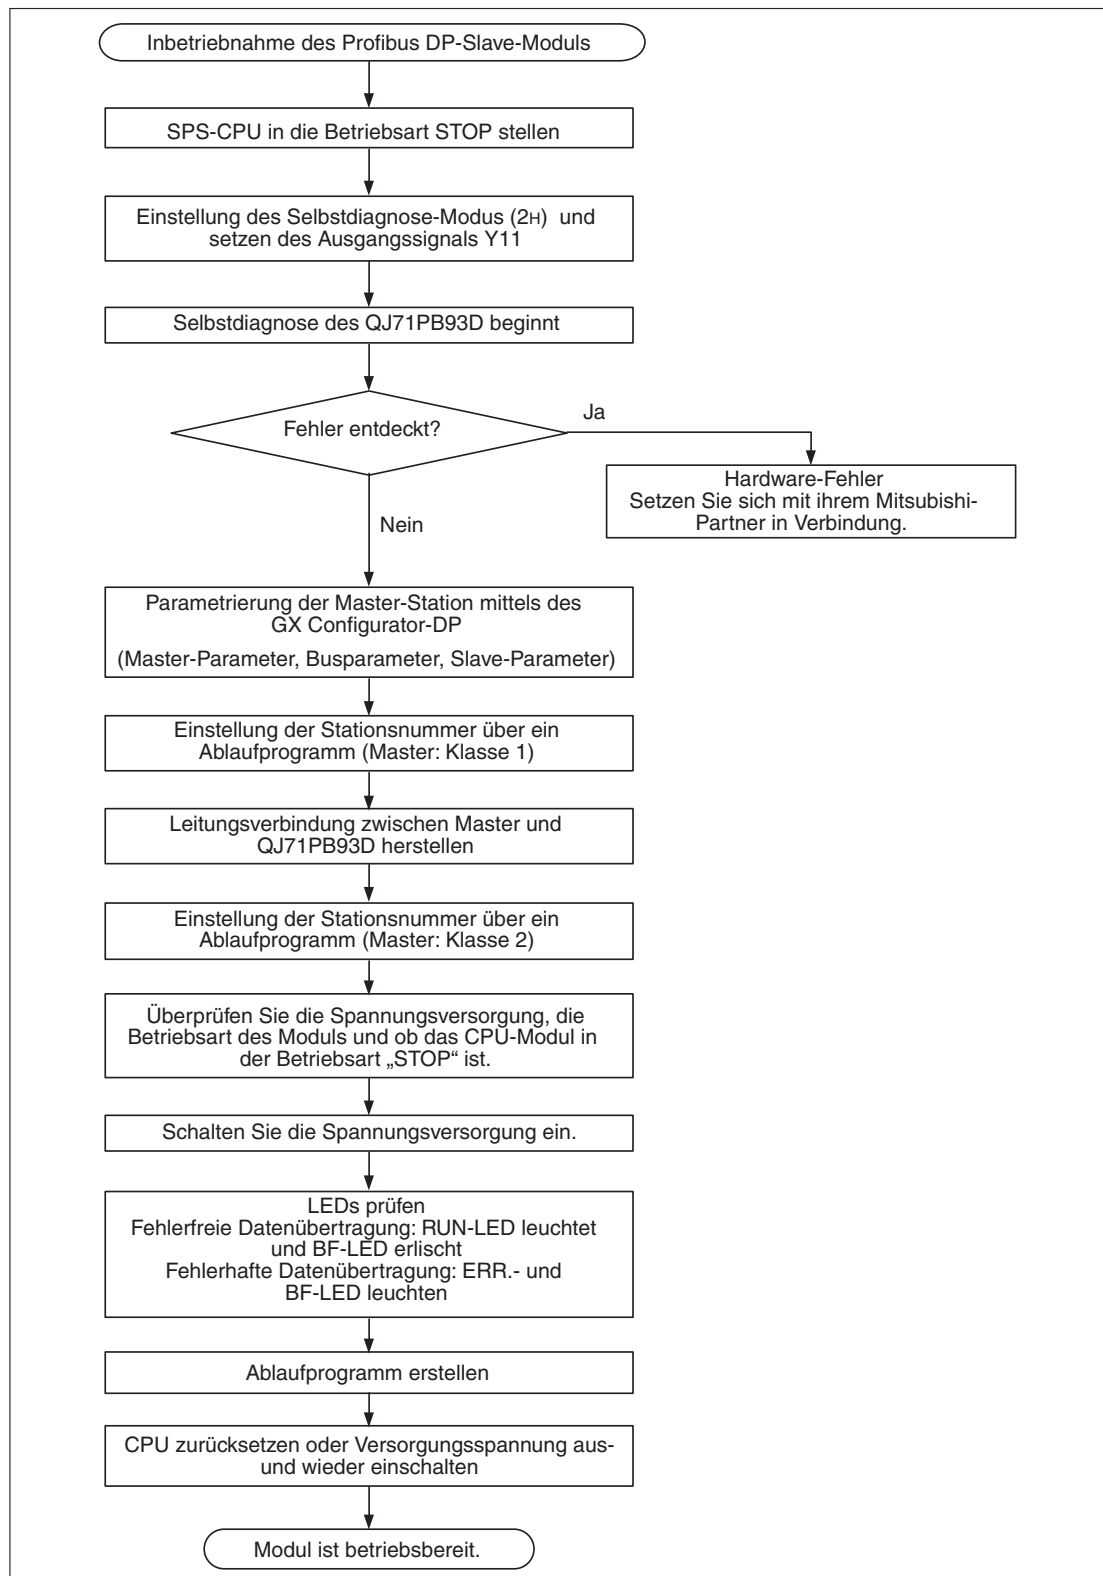 Inbetriebnahme des Profibus DP-Slave-Moduls
SPS-CPU in die Betriebsart STOP stellen
Einstellung des Selbstdiagnose-Modus (2H) und
setzen des Ausgangssignals Y11
Selbstdiagnose des QJ71PB93D beginnt
Fehler entdeckt?
Ja
Hardware-Fehler
Setzen Sie sich mit ihrem Mitsubishi-
Partner in Verbindung.
Nein
Parametrierung der Master-Station mittels des
GX Configurator-DP
(Master-Parameter, Busparameter, Slave-Parameter)
Einstellung der Stationsnummer über ein
Ablaufprogramm (Master: Klasse 1)
Leitungsverbindung zwischen Master und
QJ71PB93D herstellen
Einstellung der Stationsnummer über ein
Ablaufprogramm (Master: Klasse 2)
Überprüfen Sie die Spannungsversorgung, die
Betriebsart des Moduls und ob das CPU-Modul in
der Betriebsart „STOP“ ist.
Schalten Sie die Spannungsversorgung ein.
LEDs prüfen
Fehlerfreie Datenübertragung: RUN-LED leuchtet
und BF-LED erlischt
Fehlerhafte Datenübertragung: ERR.- und
BF-LED leuchten
Ablaufprogramm erstellen
CPU zurücksetzen oder Versorgungsspannung aus-
und wieder einschalten
Modul ist betriebsbereit.